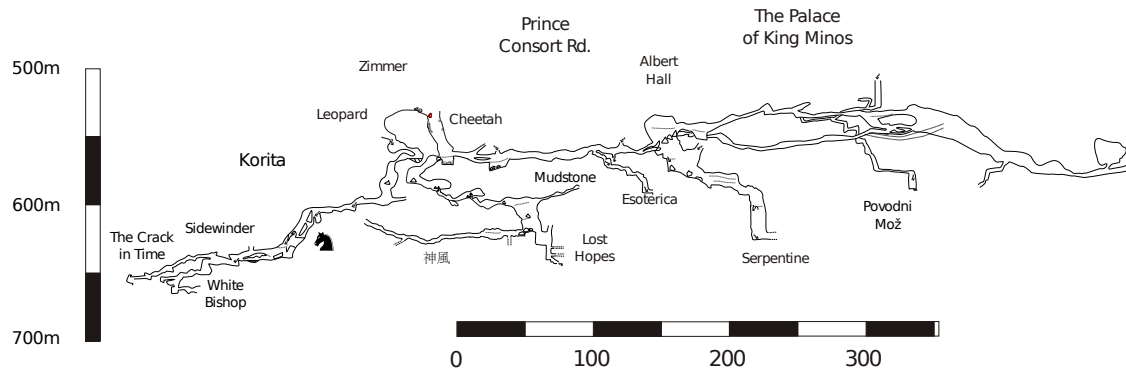 Prince
Consort Rd.
The Palace
of King Minos
500m
Zimmer
Albert
Hall
Leopard
Cheetah
Korita
Mudstone
600m
Esoterica
Povodni
Mož
Sidewinder
The Crack
in Time
神風
Lost
Hopes
Serpentine
White
Bishop
700m
0
100
200
300